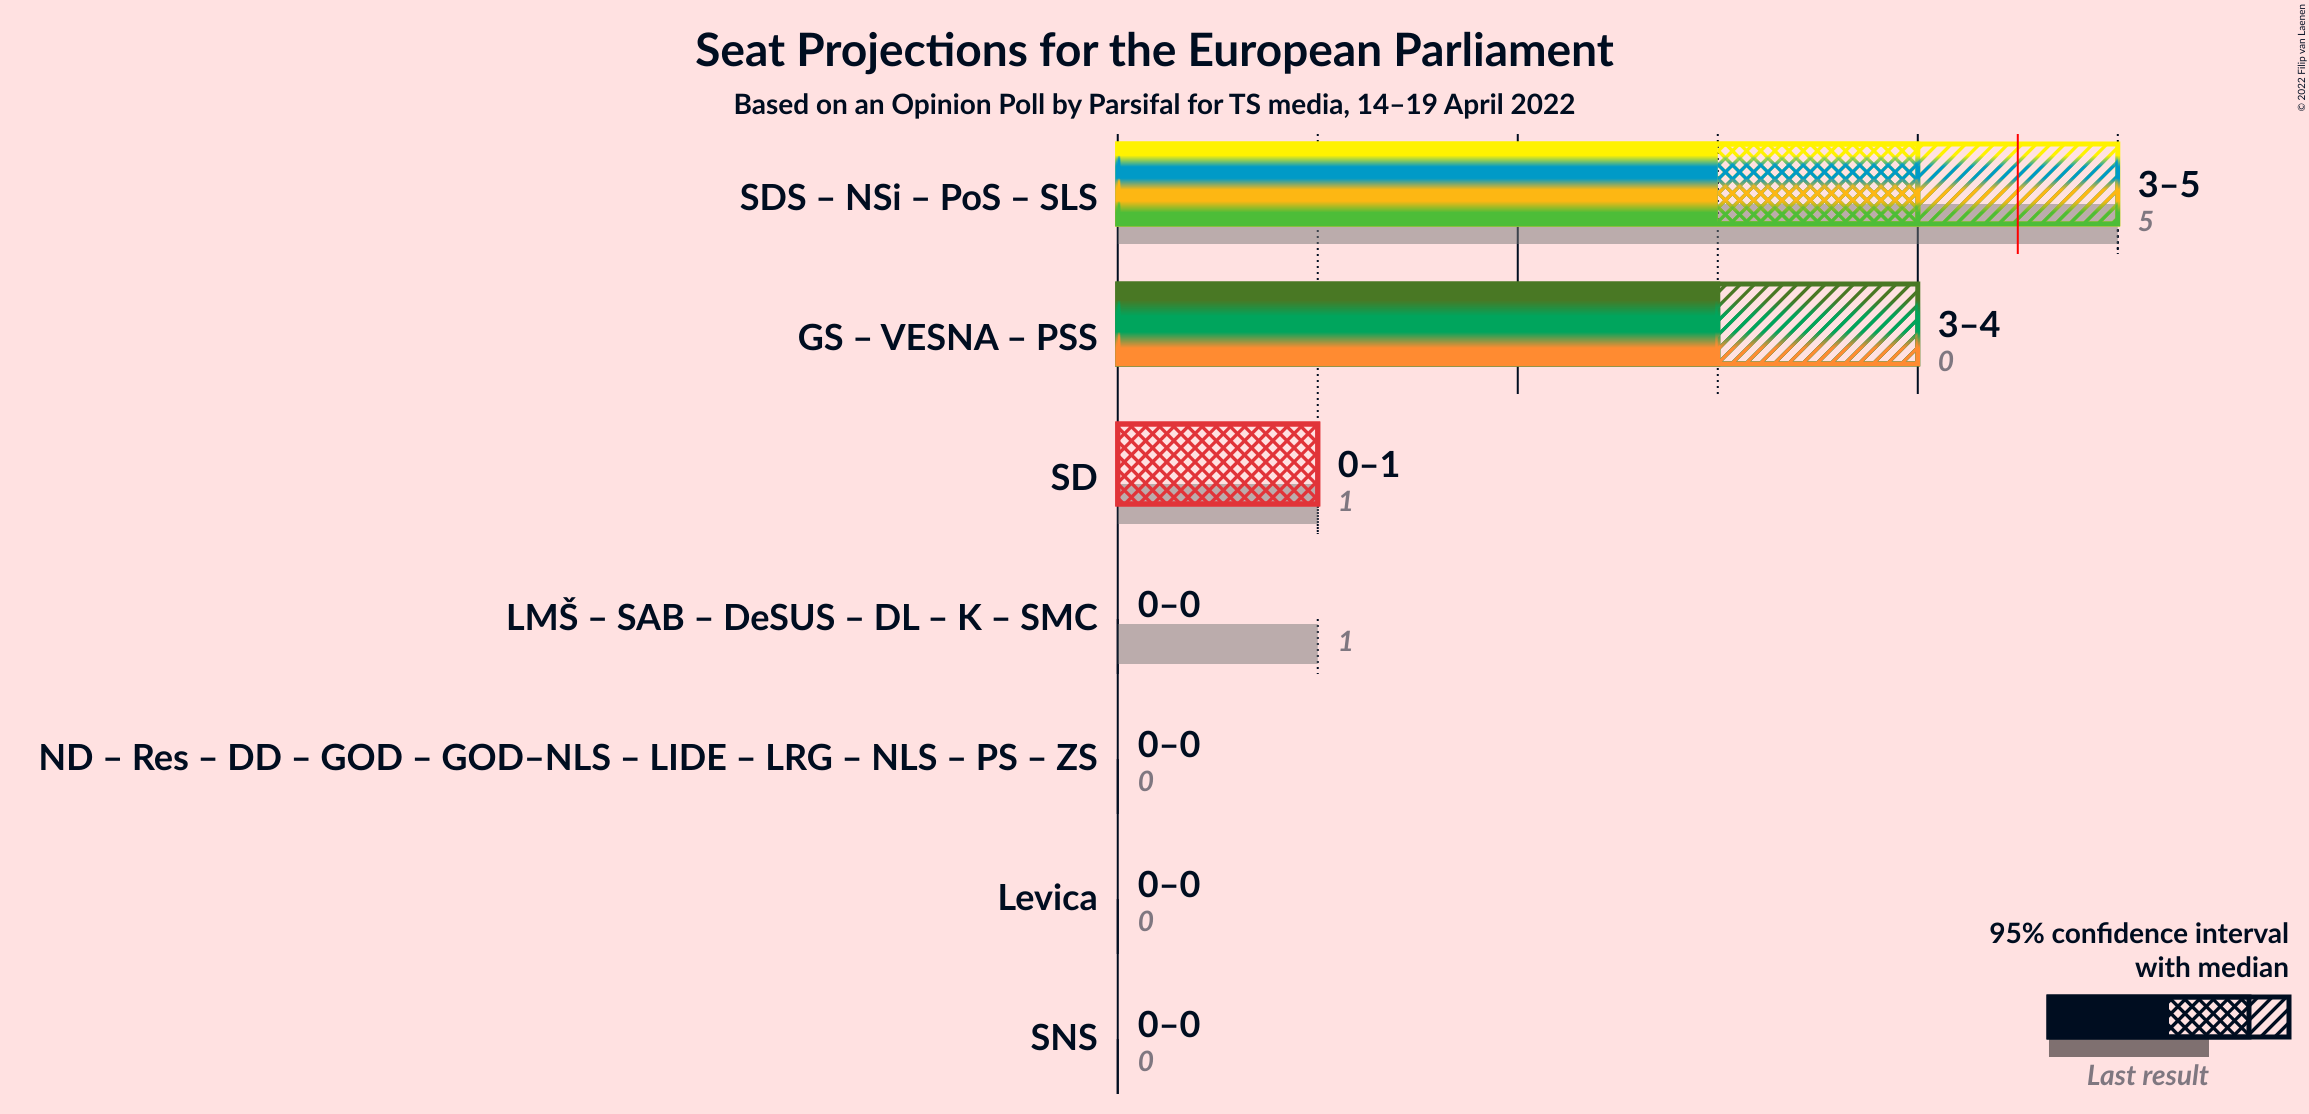 Seat Projections for the European Parliament
Based on an Opinion Poll by Parsifal for TS media, 14–19 April 2022
© 2022 Filip van Laenen
SDS – NSi – PoS – SLS
3–5
5
GS – VESNA – PSS
3–4
0
SD
0–1
1
LMŠ – SAB – DeSUS – DL – K – SMC
0–0
1
ND – Res – DD – GOD – GOD–NLS – LIDE – LRG – NLS – PS – ZS
0–0
0
Levica
0–0
0
SNS
0–0
0
95% confidence interval
with median
Last result